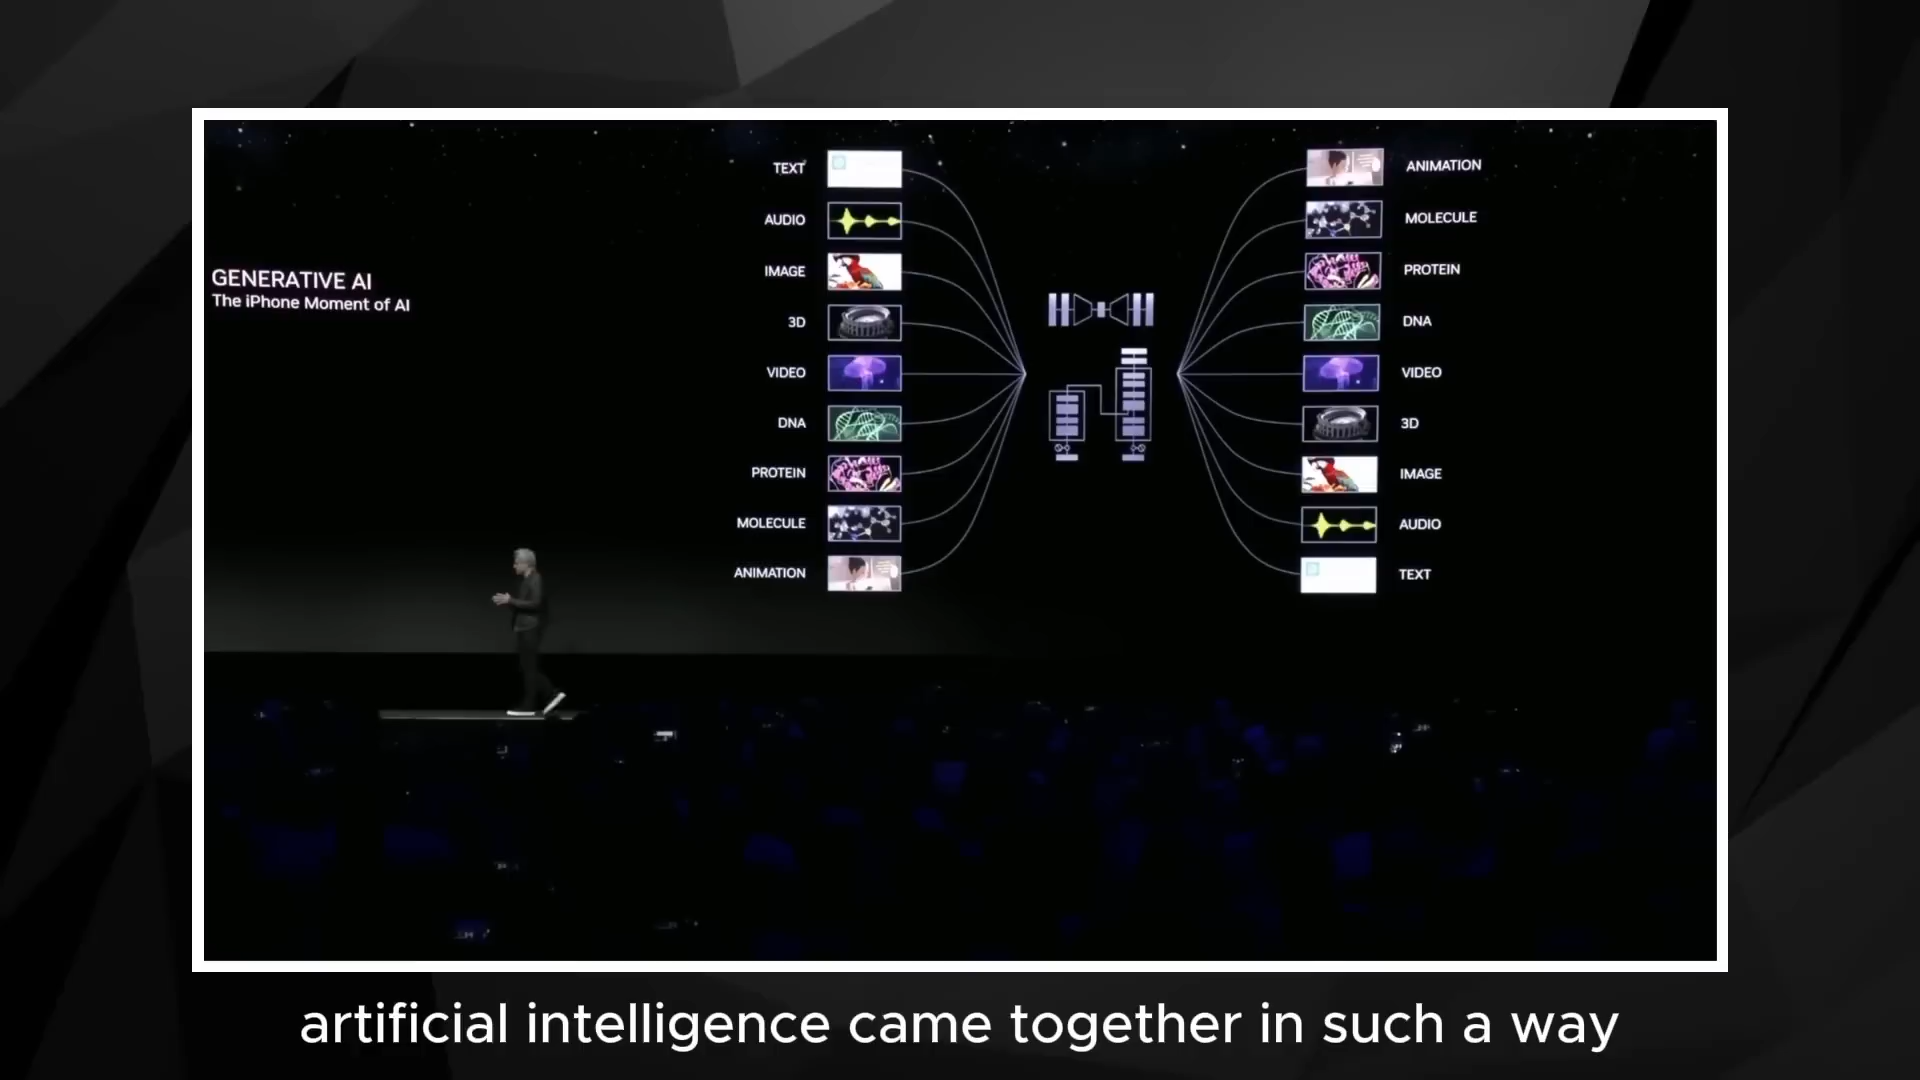 GENERATIVE AI
The iPhone Moment of AI
TEXT
AUDIO
IMAGE
3D
VIDEO
DNA
PROTEIN
MOLECULE
ANIMATION
ANIMATION
MOLECULE
PROTEIN
DNA
VIDEO
3D
IMAGE
AUDIO
TEXT
artificial intelligence came together in such a way